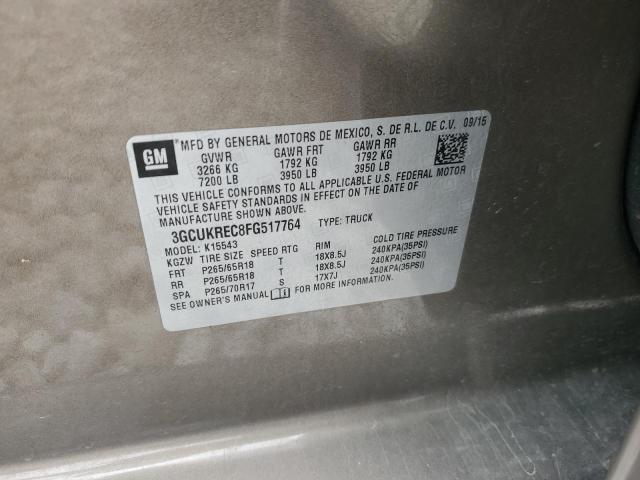 GM
MFD BY GENERAL MOTORS DE MEXICO, S. DE R.L. DE C.V. 09/15
GVWR GAWR FRT GAWR RR
3266 KG 1792 KG 1792 KG
7200 LB 3950 LB 3950 LB
THIS VEHICLE CONFORMS TO ALL APPLICABLE U.S. FEDERAL MOTOR
VEHICLE SAFETY STANDARDS IN EFFECT ON THE DATE OF
MANUFACTURE SHOWN ABOVE.
3GCUKREC8FG517764 TYPE: TRUCK
MODEL: K15543
KGZW TIRE SIZE SPEED RTG RIM COLD TIRE PRESSURE
FRT P265/65R18 T 18X8.5J 240KPA(35PSI)
RR P265/65R18 T 18X8.5J 240KPA(35PSI)
SPA P265/70R17 S 17X7J 240KPA(35PSI)
SEE OWNER'S MANUAL FOR MORE INFORMATION.